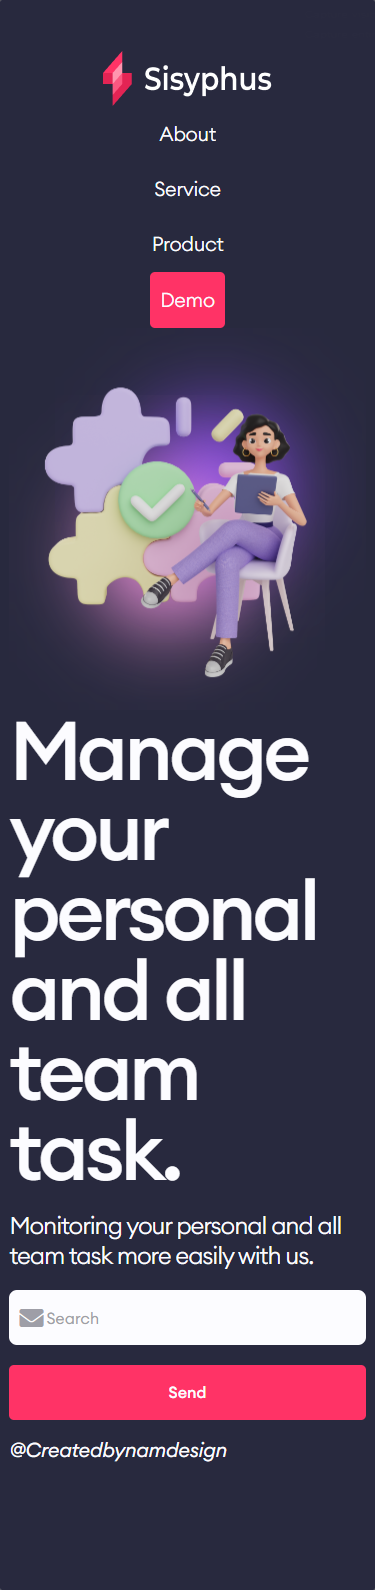 Sisyphus
About
Service
Product
Demo
Manage
your
personal
and all
team
task.
Monitoring your personal and all
team task more easily with us.
Search
Send
@Createdbynamdesign